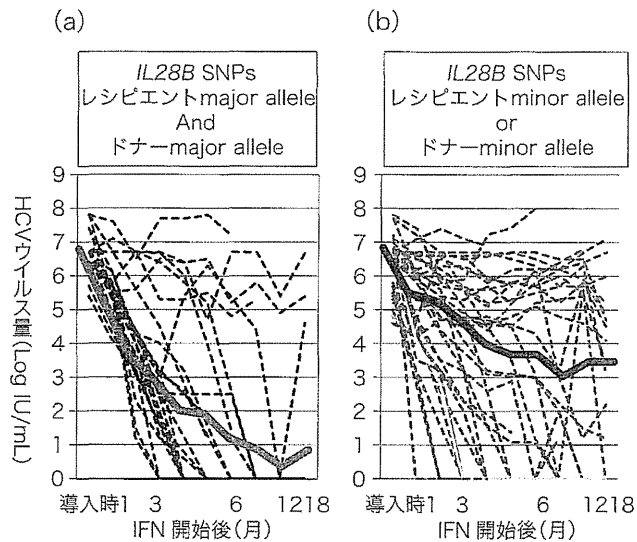 (a)
IL28B SNPs
レシピエントmajor allele
And
ドナーmajor allele
9
8
7
6
5
4
3
2
1
0
HCVウイルス量(Log IU/mL)
導入時1 3 6 1218
IFN 開始後(月)
(b)
IL28B SNPs
レシピエントminor allele
or
ドナーminor allele
9
8
7
6
5
4
3
2
1
0
導入時1 3 6 1218
IFN 開始後(月)